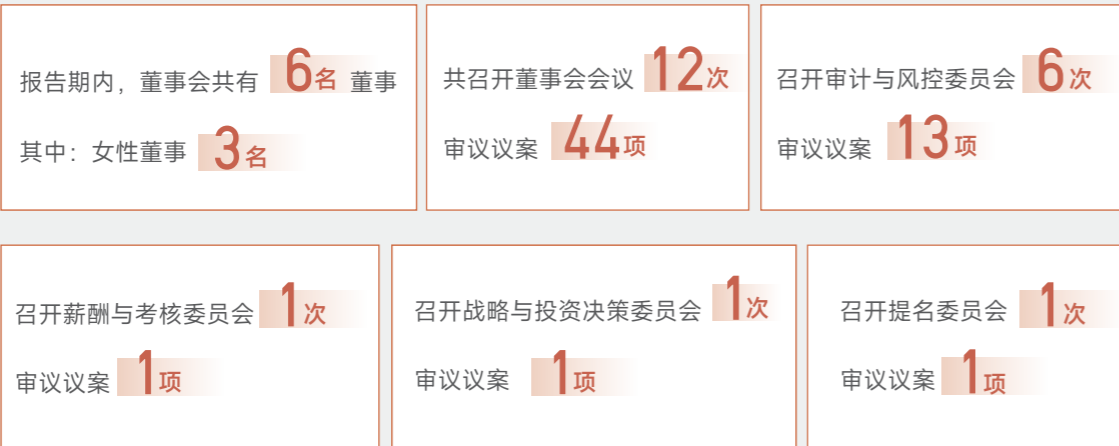 报告期内，董事会共有 6名 董事
其中：女性董事 3名
共召开董事会会议 12次
审议议案 44项
召开审计与风控委员会 6次
审议议案 13项
召开薪酬与考核委员会 1次
审议议案 1项
召开战略与投资决策委员会 1次
审议议案 1项
召开提名委员会 1次
审议议案 1项